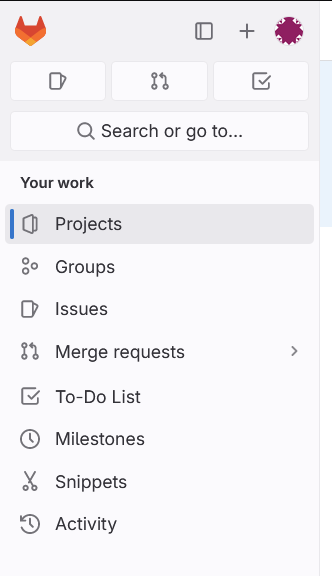 Search or go to...
Your work
Projects
Groups
Issues
Merge requests
To-Do List
Milestones
Snippets
Activity